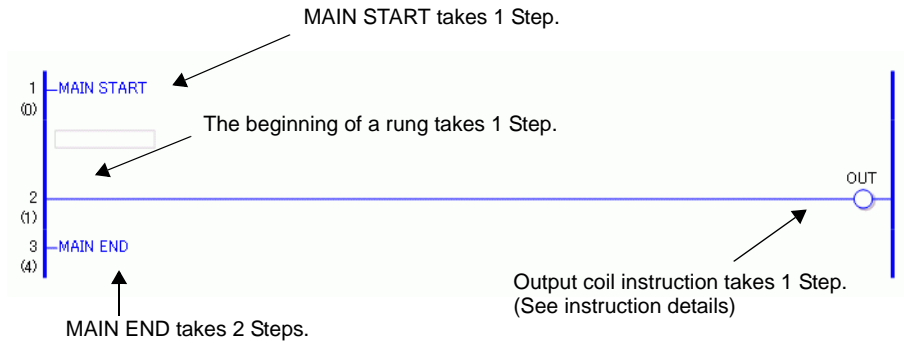 MAIN START takes 1 Step.
1 MAIN START
(0)
The beginning of a rung takes 1 Step.
OUT
2
(1)
3 MAIN END
(4)
Output coil instruction takes 1 Step.
(See instruction details)
MAIN END takes 2 Steps.